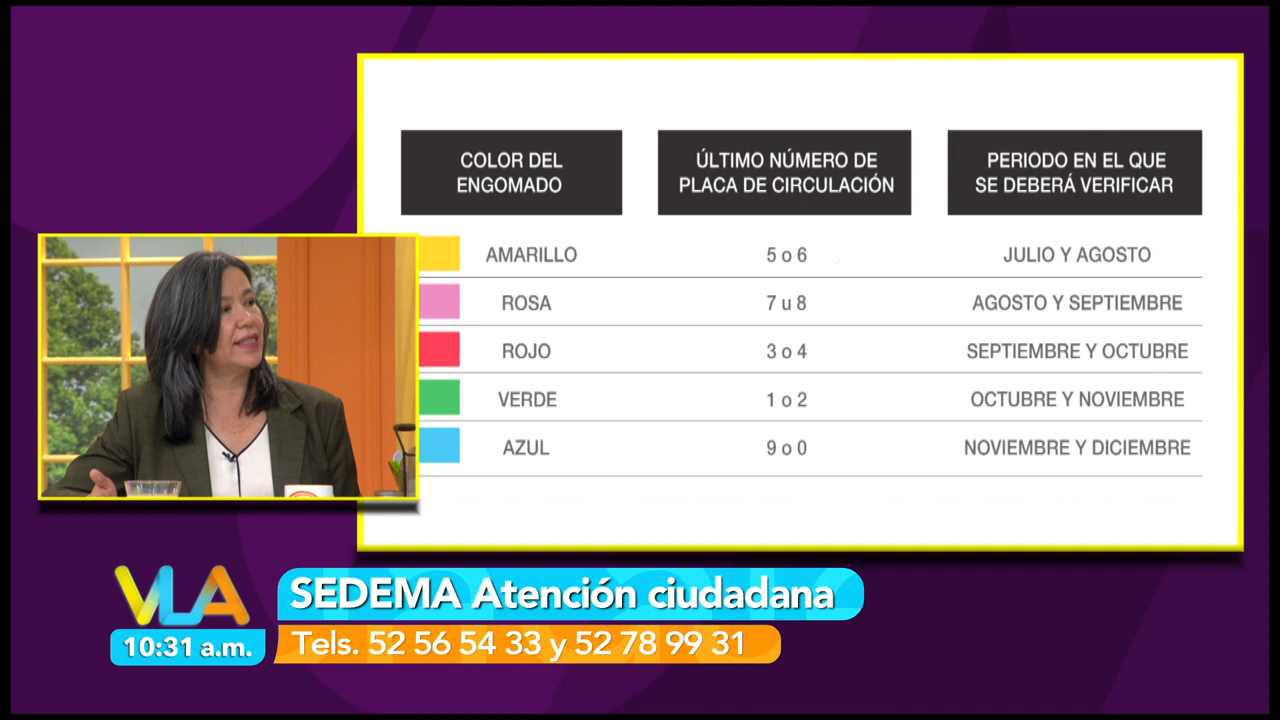 COLOR DEL
ENGOMADO
ÚLTIMO NÚMERO DE
PLACA DE CIRCULACIÓN
PERIODO EN EL QUE
SE DEBERÁ VERIFICAR
AMARILLO 5 o 6 JULIO Y AGOSTO
ROSA 7 u 8 AGOSTO Y SEPTIEMBRE
ROJO 3 o 4 SEPTIEMBRE Y OCTUBRE
VERDE 1 o 2 OCTUBRE Y NOVIEMBRE
AZUL 9 o 0 NOVIEMBRE Y DICIEMBRE
VLA
10:31 a.m.
SEDEMA Atención ciudadana
Tels. 52 56 54 33 y 52 78 99 31